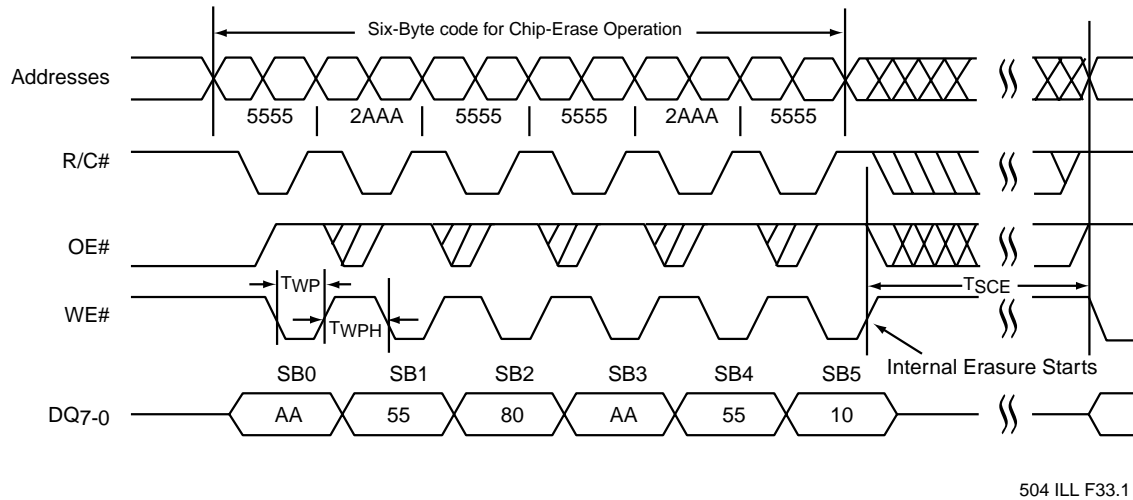 Six-Byte code for Chip-Erase Operation
Addresses
5555 2AAA 5555 5555 2AAA 5555
R/C#
OE#
TWP
TSCE
WE#
TWPH
Internal Erasure Starts
SB0 SB1 SB2 SB3 SB4 SB5
DQ7-0
AA 55 80 AA 55 10
504 ILL F33.1